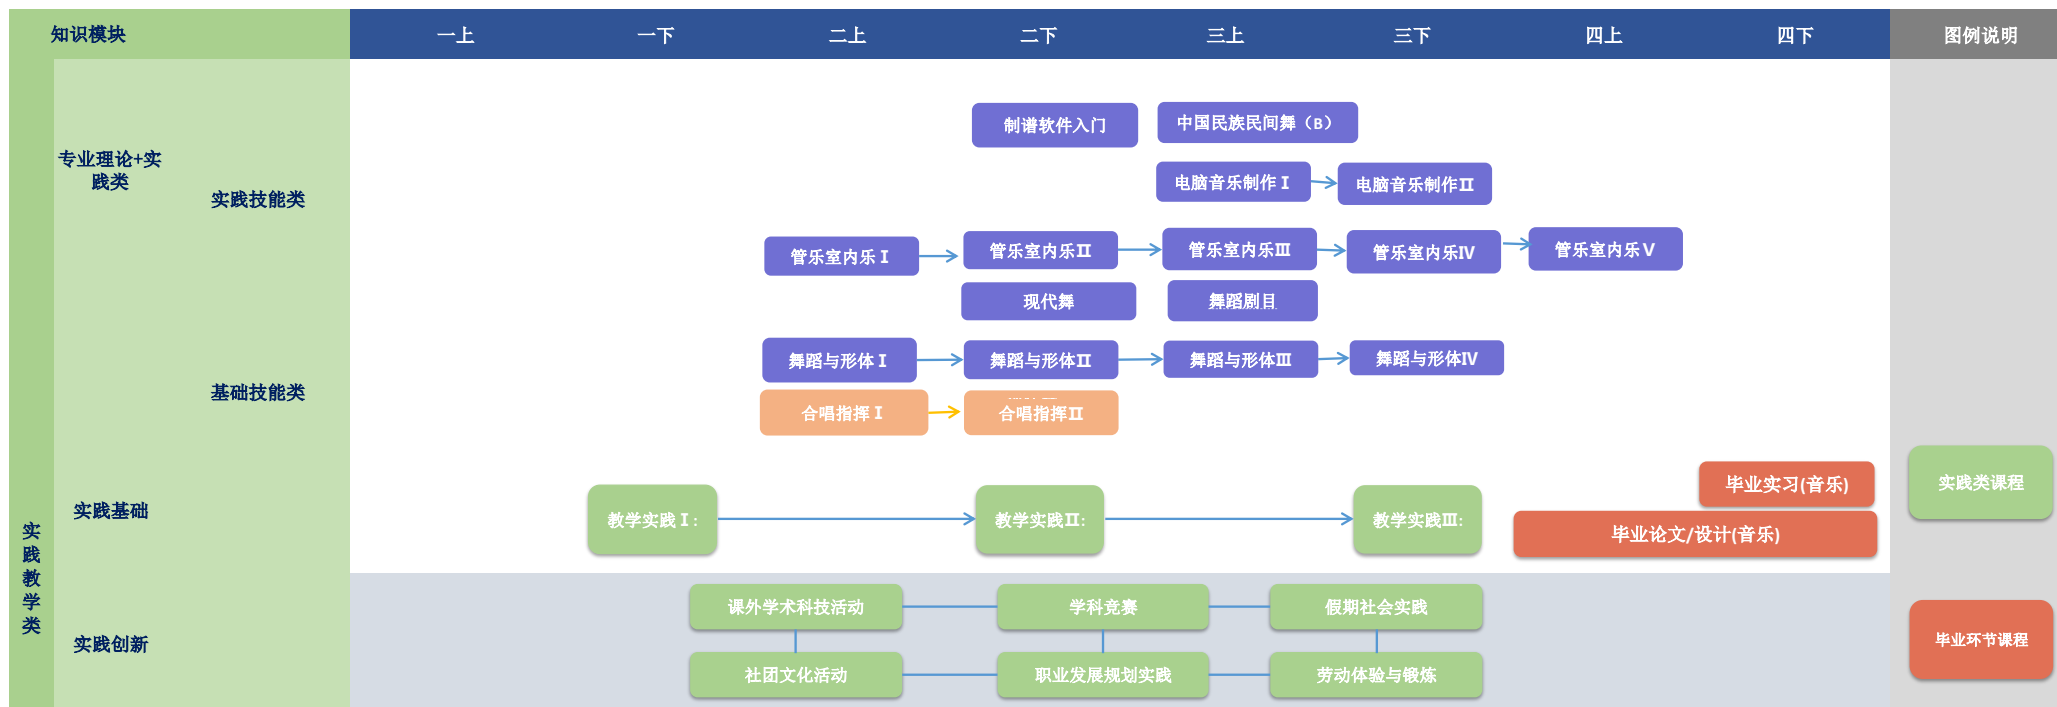 知识模块
一上
一下
二上
二下
三上
三下
四上
四下
图例说明
专业理论+实
践类
实践技能类
制谱软件入门
中国民族民间舞（B）
电脑音乐制作Ⅰ
电脑音乐制作Ⅱ
管乐室内乐Ⅰ
管乐室内乐Ⅱ
管乐室内乐Ⅲ
管乐室内乐Ⅳ
管乐室内乐Ⅴ
现代舞
舞蹈剧目
基础技能类
舞蹈与形体Ⅰ
舞蹈与形体Ⅱ
舞蹈与形体Ⅲ
舞蹈与形体Ⅳ
合唱指挥Ⅰ
合唱指挥Ⅱ
实践教学类
实践基础
教学实践Ⅰ:
教学实践Ⅱ:
教学实践Ⅲ:
毕业实习(音乐)
毕业论文/设计(音乐)
实践类课程
实践创新
课外学术科技活动
学科竞赛
假期社会实践
社团文化活动
职业发展规划实践
劳动体验与锻炼
毕业环节课程